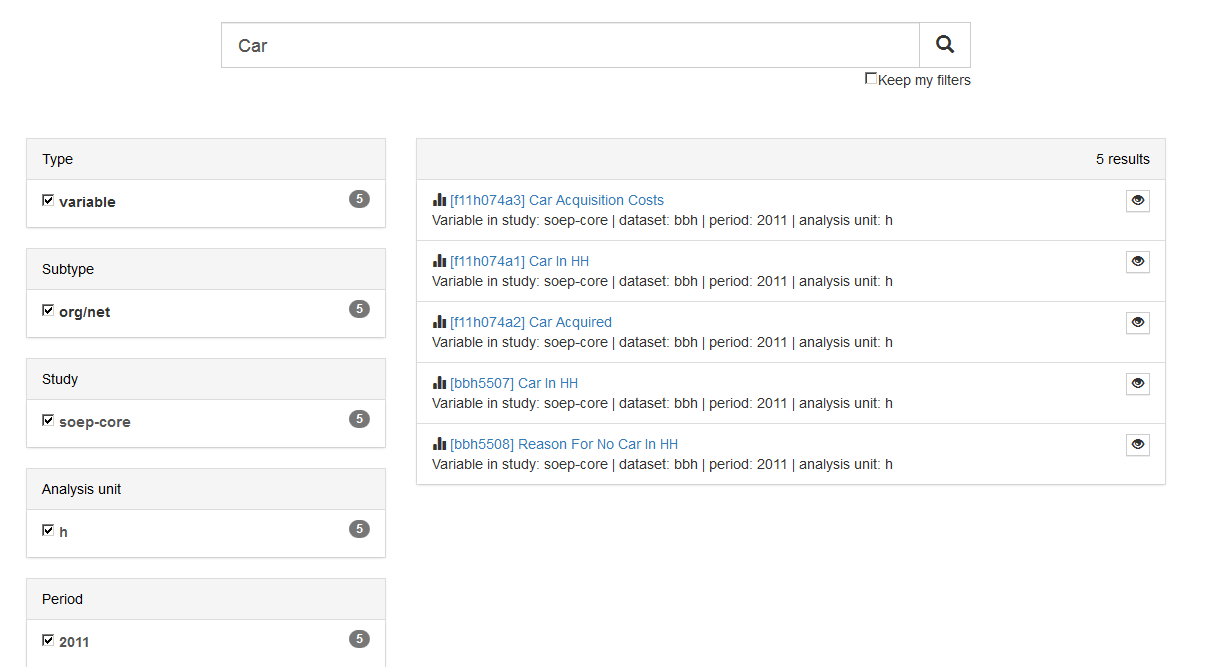 Car
Keep my filters
Type
variable 5
Subtype
org/net 5
Study
soep-core 5
Analysis unit
h 5
Period
2011 5
5 results
[f11h074a3] Car Acquisition Costs
Variable in study: soep-core | dataset: bbh | period: 2011 | analysis unit: h
[f11h074a1] Car In HH
Variable in study: soep-core | dataset: bbh | period: 2011 | analysis unit: h
[f11h074a2] Car Acquired
Variable in study: soep-core | dataset: bbh | period: 2011 | analysis unit: h
[bbh5507] Car In HH
Variable in study: soep-core | dataset: bbh | period: 2011 | analysis unit: h
[bbh5508] Reason For No Car In HH
Variable in study: soep-core | dataset: bbh | period: 2011 | analysis unit: h